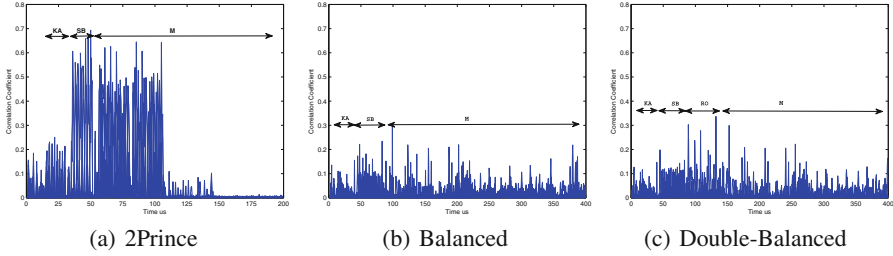 0.8
0.7
0.6
0.5
0.4
0.3
0.2
0.1
0
Correlation Coefficient
KA SB M
0 25 50 75 100 125 150 175 200
Time us
(a) 2Prince
0.8
0.7
0.6
0.5
0.4
0.3
0.2
0.1
0
Correlation Coefficient
KA SB M
0 50 100 150 200 250 300 350 400
Time us
(b) Balanced
0.8
0.7
0.6
0.5
0.4
0.3
0.2
0.1
0
Correlation Coefficient
KA SB RO M
0 50 100 150 200 250 300 350 400
Time us
(c) Double-Balanced